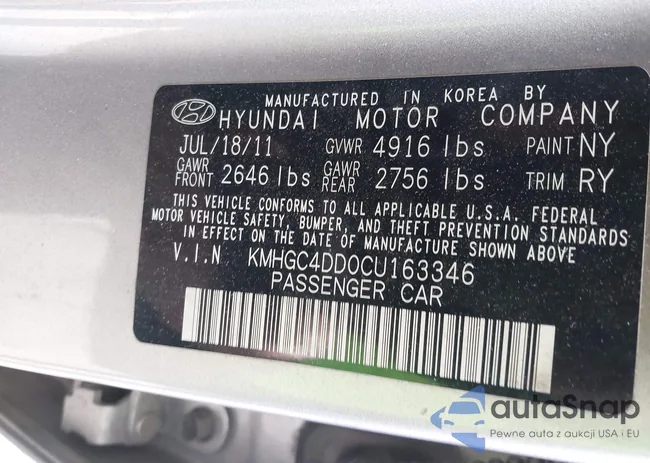 MANUFACTURED IN KOREA BY
HYUNDAI MOTOR COMPANY
JUL/18/11 GVWR 4916 lbs PAINT NY
GAWR FRONT 2646 lbs GAWR REAR 2756 lbs TRIM RY
THIS VEHICLE CONFORMS TO ALL APPLICABLE U.S.A. FEDERAL
MOTOR VEHICLE SAFETY, BUMPER, AND THEFT PREVENTION STANDARDS
IN EFFECT ON THE DATE OF MANUFACTURE SHOWN ABOVE
V.I.N KMHGC4DD0CU163346
PASSENGER CAR
autaSnap
Pewne auta z aukcji USA i EU